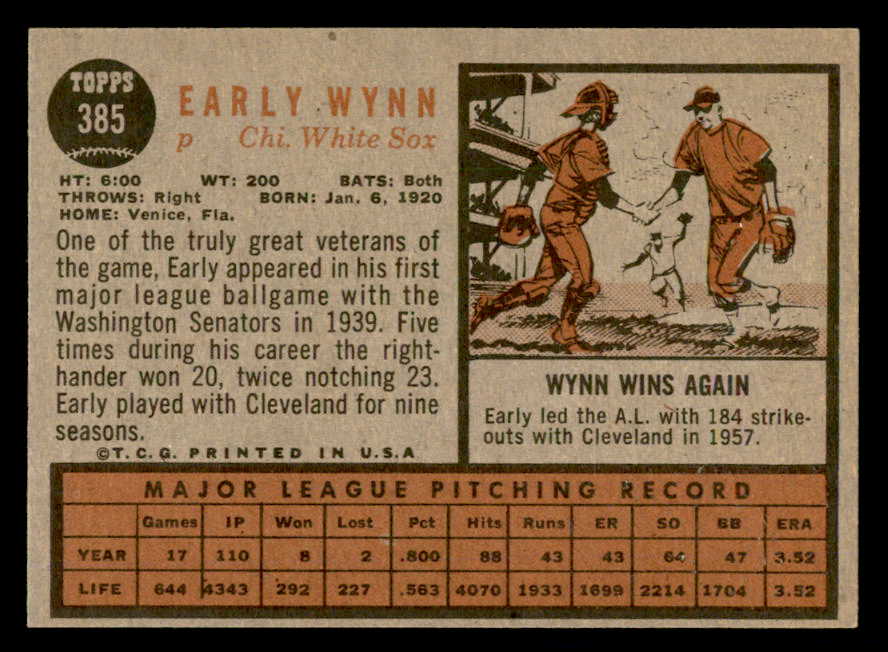 TOPPS
385
EARLY WYNN
p Chi. White Sox
HT: 6:00 WT: 200 BATS: Both
THROWS: Right BORN: Jan. 6, 1920
HOME: Venice, Fla.
One of the truly great veterans of
the game, Early appeared in his first
major league ballgame with the
Washington Senators in 1939. Five
times during his career the right-
hander won 20, twice notching 23.
Early played with Cleveland for nine
seasons.
©T. C. G. PRINTED IN U.S.A
WYNN WINS AGAIN
Early led the A.L. with 184 strike-
outs with Cleveland in 1957.
MAJOR LEAGUE PITCHING RECORD
Games IP Won Lost Pct Hits Runs ER SO BB ERA
YEAR 17 110 8 2 .800 88 43 43 64 47 3.52
LIFE 644 4343 292 227 .563 4070 1933 1699 2214 1704 3.52